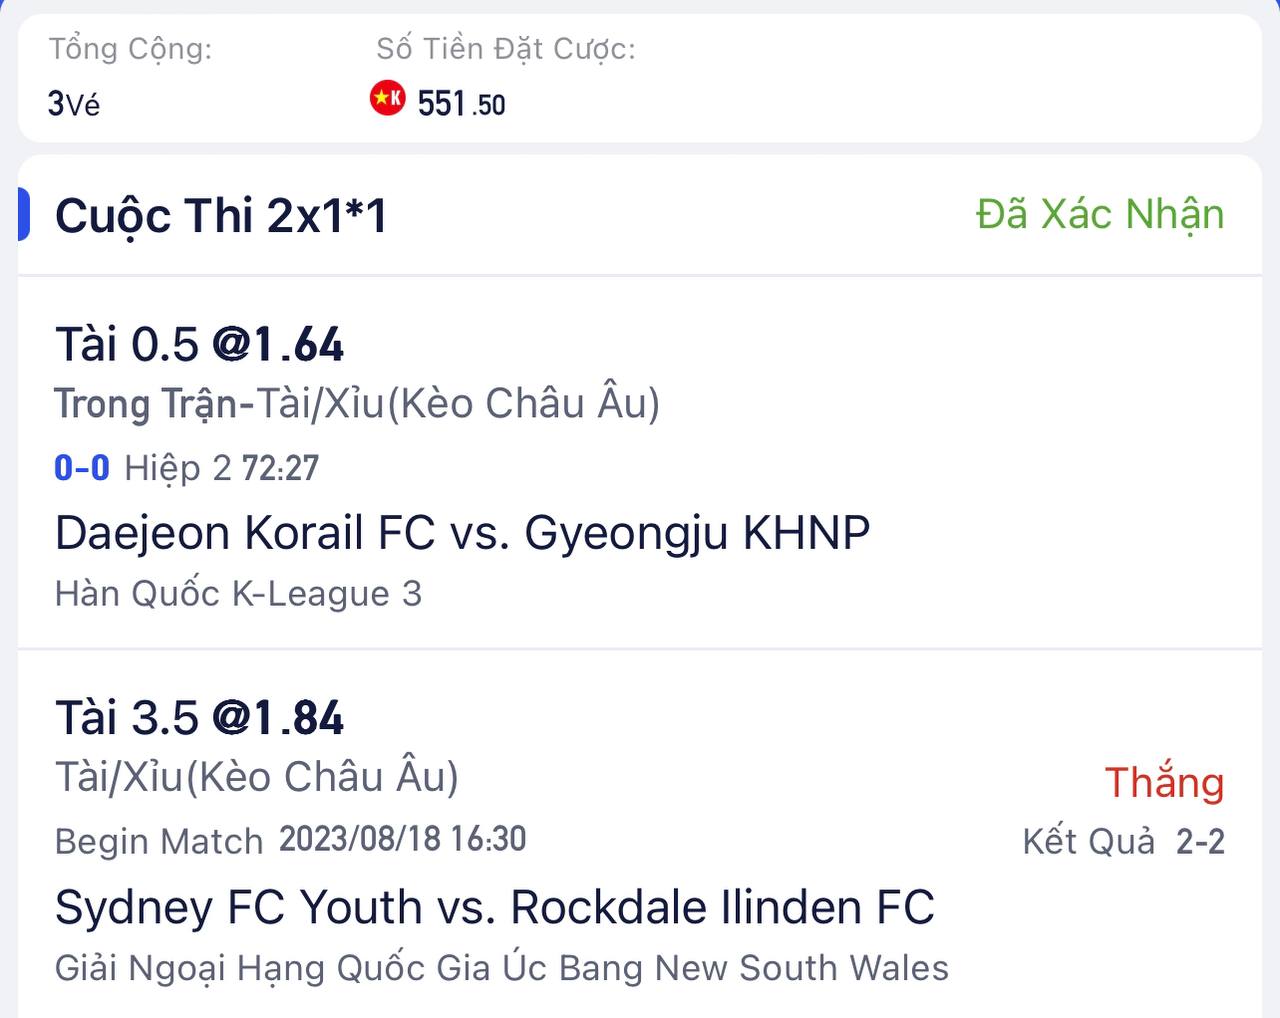 Tổng Cộng: Số Tiền Đặt Cược:
3Vé K 551.50
Cuộc Thi 2x1*1 Đã Xác Nhận
Tài 0.5 @1.64
Trong Trận-Tài/Xỉu(Kèo Châu Âu)
0-0 Hiệp 2 72:27
Daejeon Korail FC vs. Gyeongju KHNP
Hàn Quốc K-League 3
Tài 3.5 @1.84
Tài/Xỉu(Kèo Châu Âu) Thắng
Begin Match 2023/08/18 16:30 Kết Quả 2-2
Sydney FC Youth vs. Rockdale Ilinden FC
Giải Ngoại Hạng Quốc Gia Úc Bang New South Wales